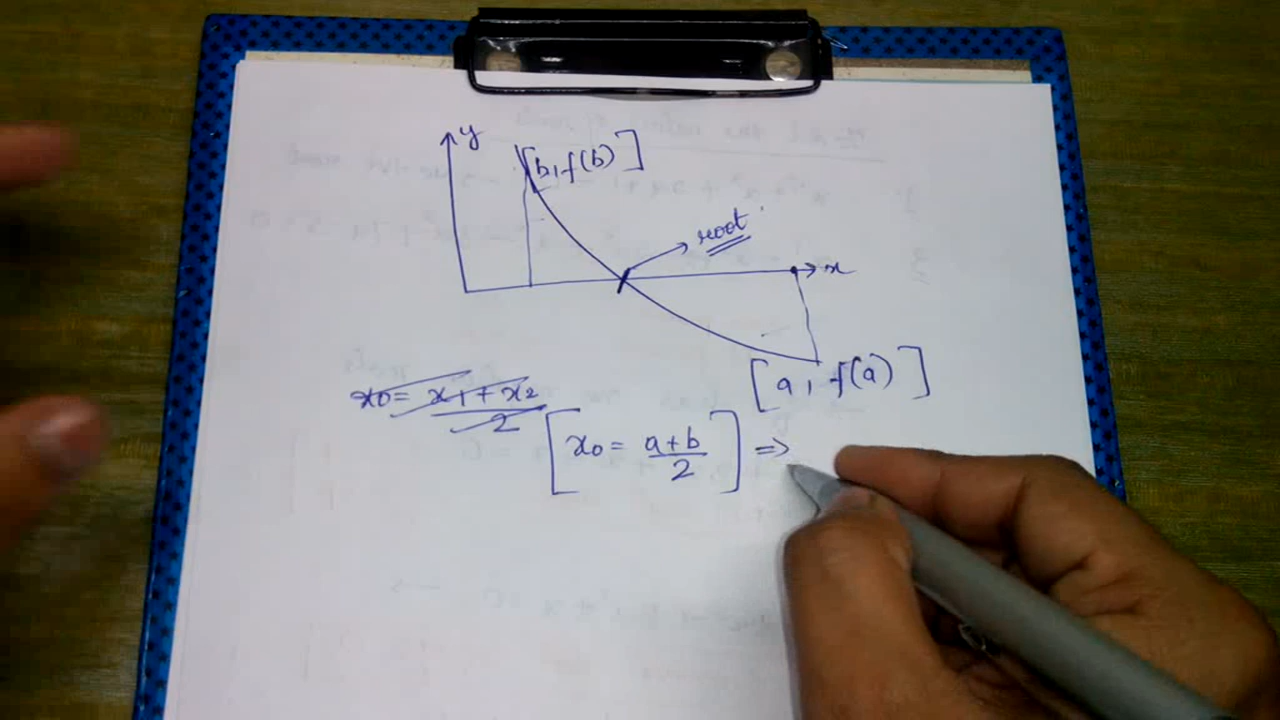 y
[b, f(b)]
root
x
[a, f(a)]
x0 = x1 + x2 / 2
[x0 = a+b / 2] =>